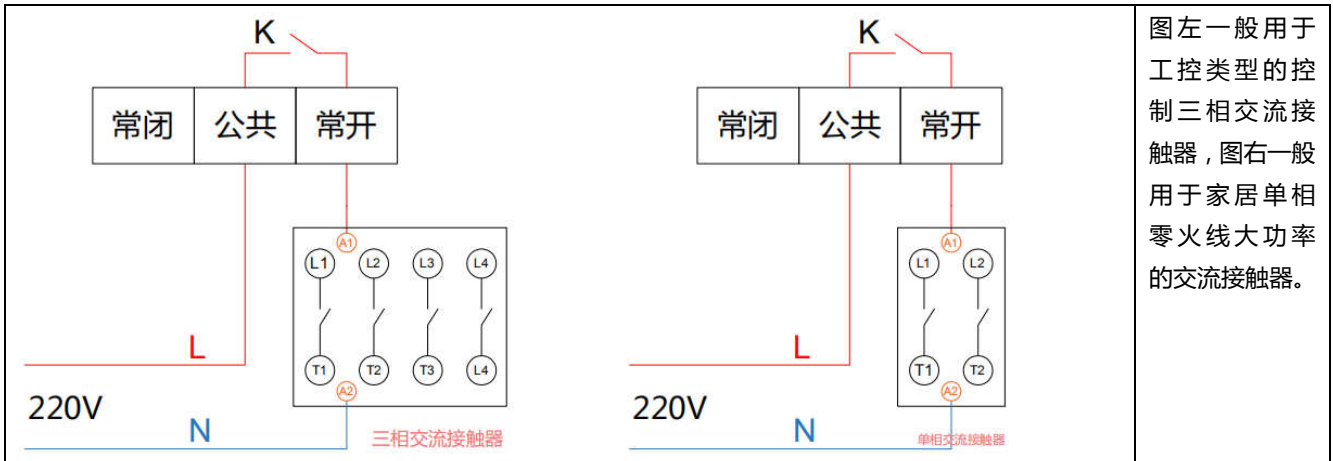 K
常闭 公共 常开
A1
L1 L2 L3 L4
T1 T2 T3 L4
A2
L
220V
N
三相交流接触器
K
常闭 公共 常开
A1
L1 L2
T1 T2
A2
L
220V
N
单相交流接触器
图左一般用于
工控类型的控
制三相交流接
触器，图右一般
用于家居单相
零火线大功率
的交流接触器。